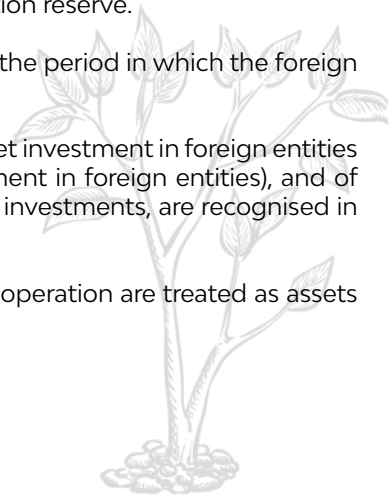 tion reserve.
the period in which the foreign
et investment in foreign entities
ment in foreign entities), and of
investments, are recognised in
operation are treated as assets